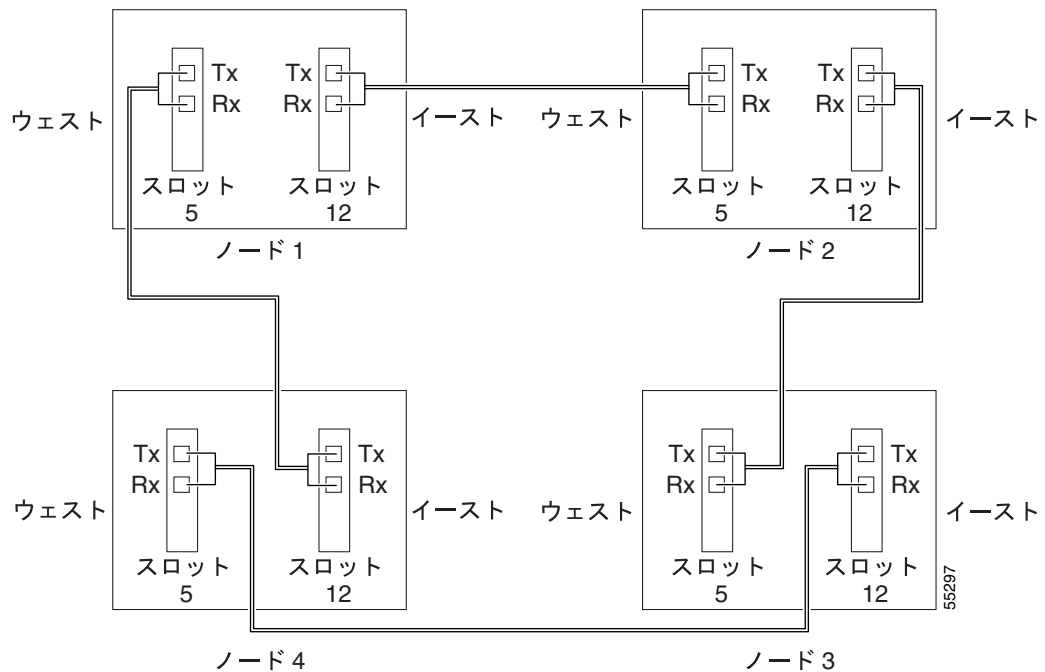 Tx
Rx
Tx
Rx
Tx
Rx
Tx
Rx
ウェスト
イースト
ウェスト
イースト
スロット
5
スロット
12
スロット
5
スロット
12
ノード 1
ノード 2
Tx
Rx
Tx
Rx
Tx
Rx
Tx
Rx
ウェスト
イースト
ウェスト
イースト
スロット
5
スロット
12
スロット
5
スロット
12
55297
ノード 4
ノード 3